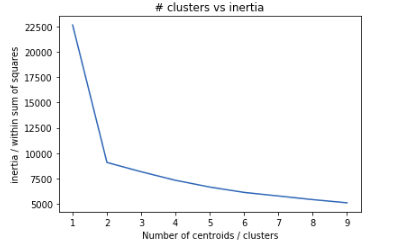 # clusters vs inertia
inertia / within sum of squares
22500
20000
17500
15000
12500
10000
7500
5000
1 2 3 4 5 6 7 8 9
Number of centroids / clusters